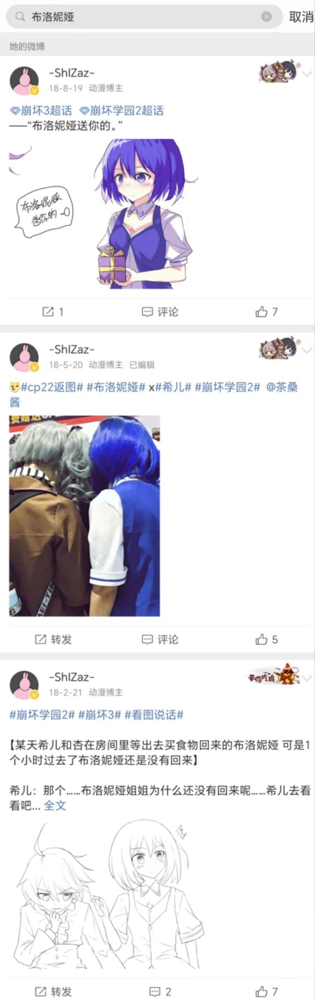 布洛妮娅
取消
她的微博
-ShIZaz-
18-8-19 动漫博主
崩坏3超话 崩坏学园2超话
——“布洛妮娅送你的。”
布洛妮娅
送你的
1
评论
7
-ShIZaz-
18-5-20 动漫博主 已编辑
#cp22返图# #布洛妮娅# x#希儿# #崩坏学园2# @茶桑
酱
费赠送
转发
评论
5
-ShIZaz-
18-2-21 动漫博主
带你吃鸡
#崩坏学园2# #崩坏3# #看图说话#
【某天希儿和杏在房间里等出去买食物回来的布洛妮娅 可是1
个小时过去了布洛妮娅还是没有回来】
希儿：那个……布洛妮娅姐姐为什么还没有回来呢……希儿去看
看吧... 全文
转发
2
7